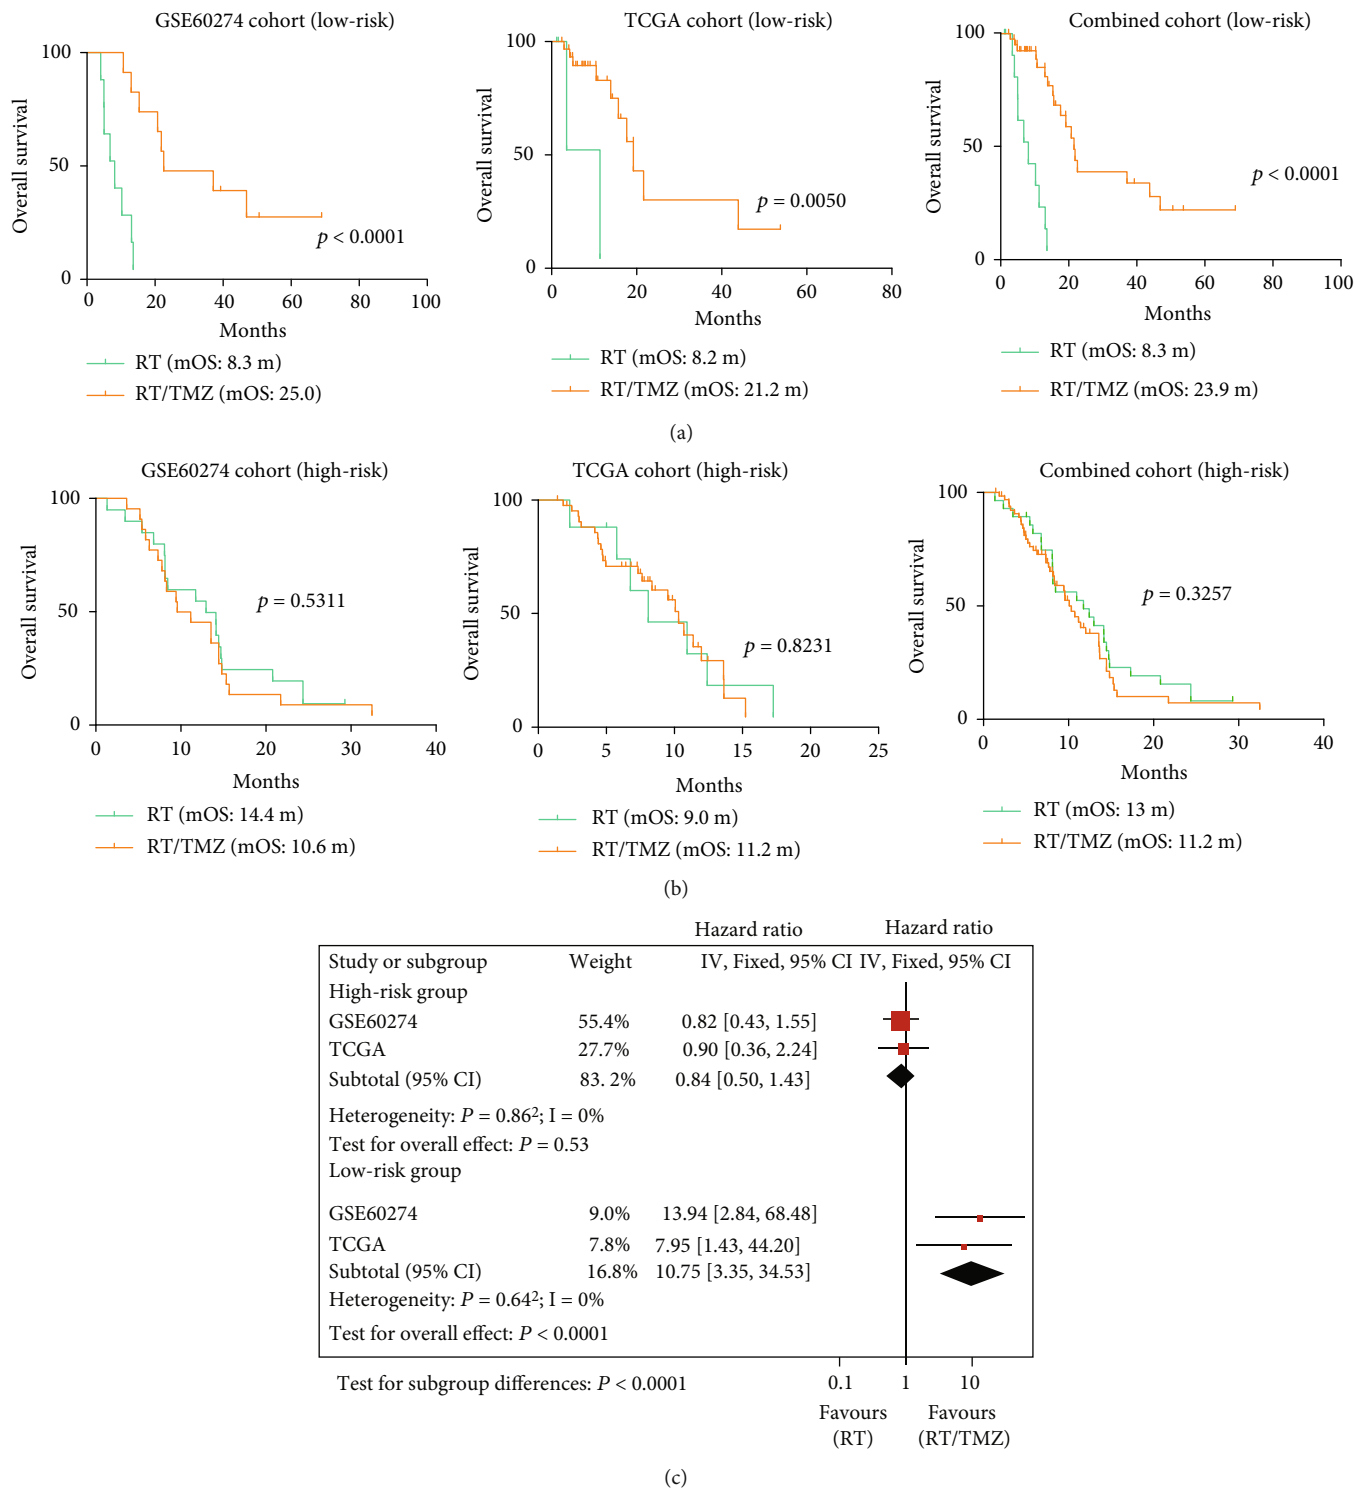 GSE60274 cohort (low-risk)
Overall survival
100
50
0
0 20 40 60 80 100
p < 0.0001
Months
RT (mOS: 8.3 m)
RT/TMZ (mOS: 25.0)
TCGA cohort (low-risk)
Overall survival
100
50
0
0 20 40 60 80
p = 0.0050
Months
RT (mOS: 8.2 m)
RT/TMZ (mOS: 21.2 m)
Combined cohort (low-risk)
Overall survival
100
50
0
0 20 40 60 80 100
p < 0.0001
Months
RT (mOS: 8.3 m)
RT/TMZ (mOS: 23.9 m)
(a)
GSE60274 cohort (high-risk)
Overall survival
100
50
0
0 10 20 30 40
p = 0.5311
Months
RT (mOS: 14.4 m)
RT/TMZ (mOS: 10.6 m)
TCGA cohort (high-risk)
Overall survival
100
50
0
0 5 10 15 20 25
p = 0.8231
Months
RT (mOS: 9.0 m)
RT/TMZ (mOS: 11.2 m)
Combined cohort (high-risk)
Overall survival
100
50
0
0 10 20 30 40
p = 0.3257
Months
RT (mOS: 13 m)
RT/TMZ (mOS: 11.2 m)
(b)
Hazard ratio Hazard ratio
Study or subgroup Weight IV, Fixed, 95% CI IV, Fixed, 95% CI
High-risk group
GSE60274 55.4% 0.82 [0.43, 1.55]
TCGA 27.7% 0.90 [0.36, 2.24]
Subtotal (95% CI) 83. 2% 0.84 [0.50, 1.43]
Heterogeneity: P = 0.86²; I = 0%
Test for overall effect: P = 0.53
Low-risk group
GSE60274 9.0% 13.94 [2.84, 68.48]
TCGA 7.8% 7.95 [1.43, 44.20]
Subtotal (95% CI) 16.8% 10.75 [3.35, 34.53]
Heterogeneity: P = 0.64²; I = 0%
Test for overall effect: P < 0.0001
Test for subgroup differences: P < 0.0001
0.1 1 10
Favours Favours
(RT) (RT/TMZ)
(c)